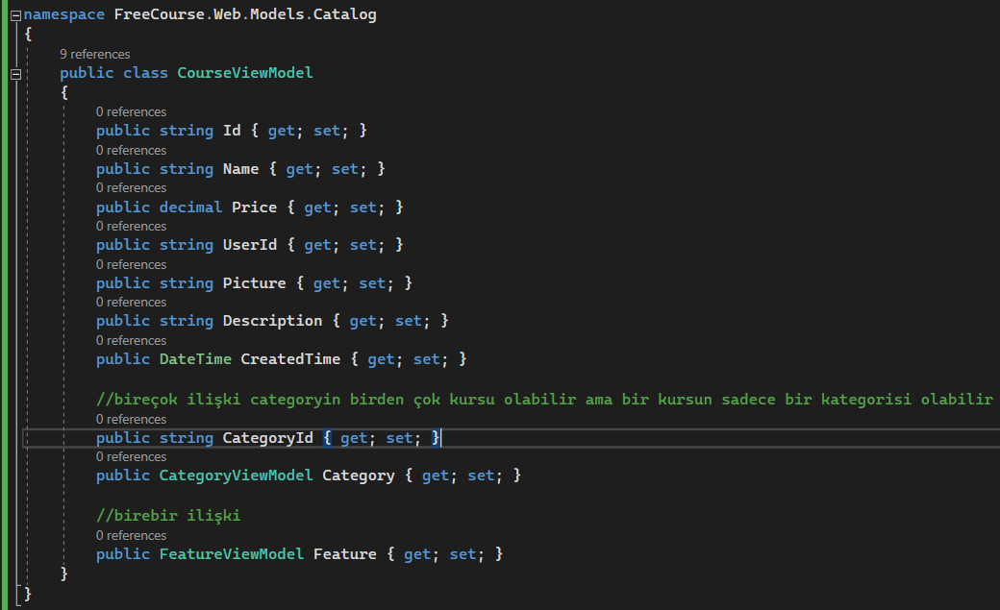 namespace FreeCourse.Web.Models.Catalog
{
9 references
public class CourseViewModel
{
0 references
public string Id { get; set; }
0 references
public string Name { get; set; }
0 references
public decimal Price { get; set; }
0 references
public string UserId { get; set; }
0 references
public string Picture { get; set; }
0 references
public string Description { get; set; }
0 references
public DateTime CreatedTime { get; set; }
//bireçok ilişki categoryin birden çok kursu olabilir ama bir kursun sadece bir kategorisi olabilir
0 references
public string CategoryId { get; set; }
0 references
public CategoryViewModel Category { get; set; }
//birebir ilişki
0 references
public FeatureViewModel Feature { get; set; }
}
}